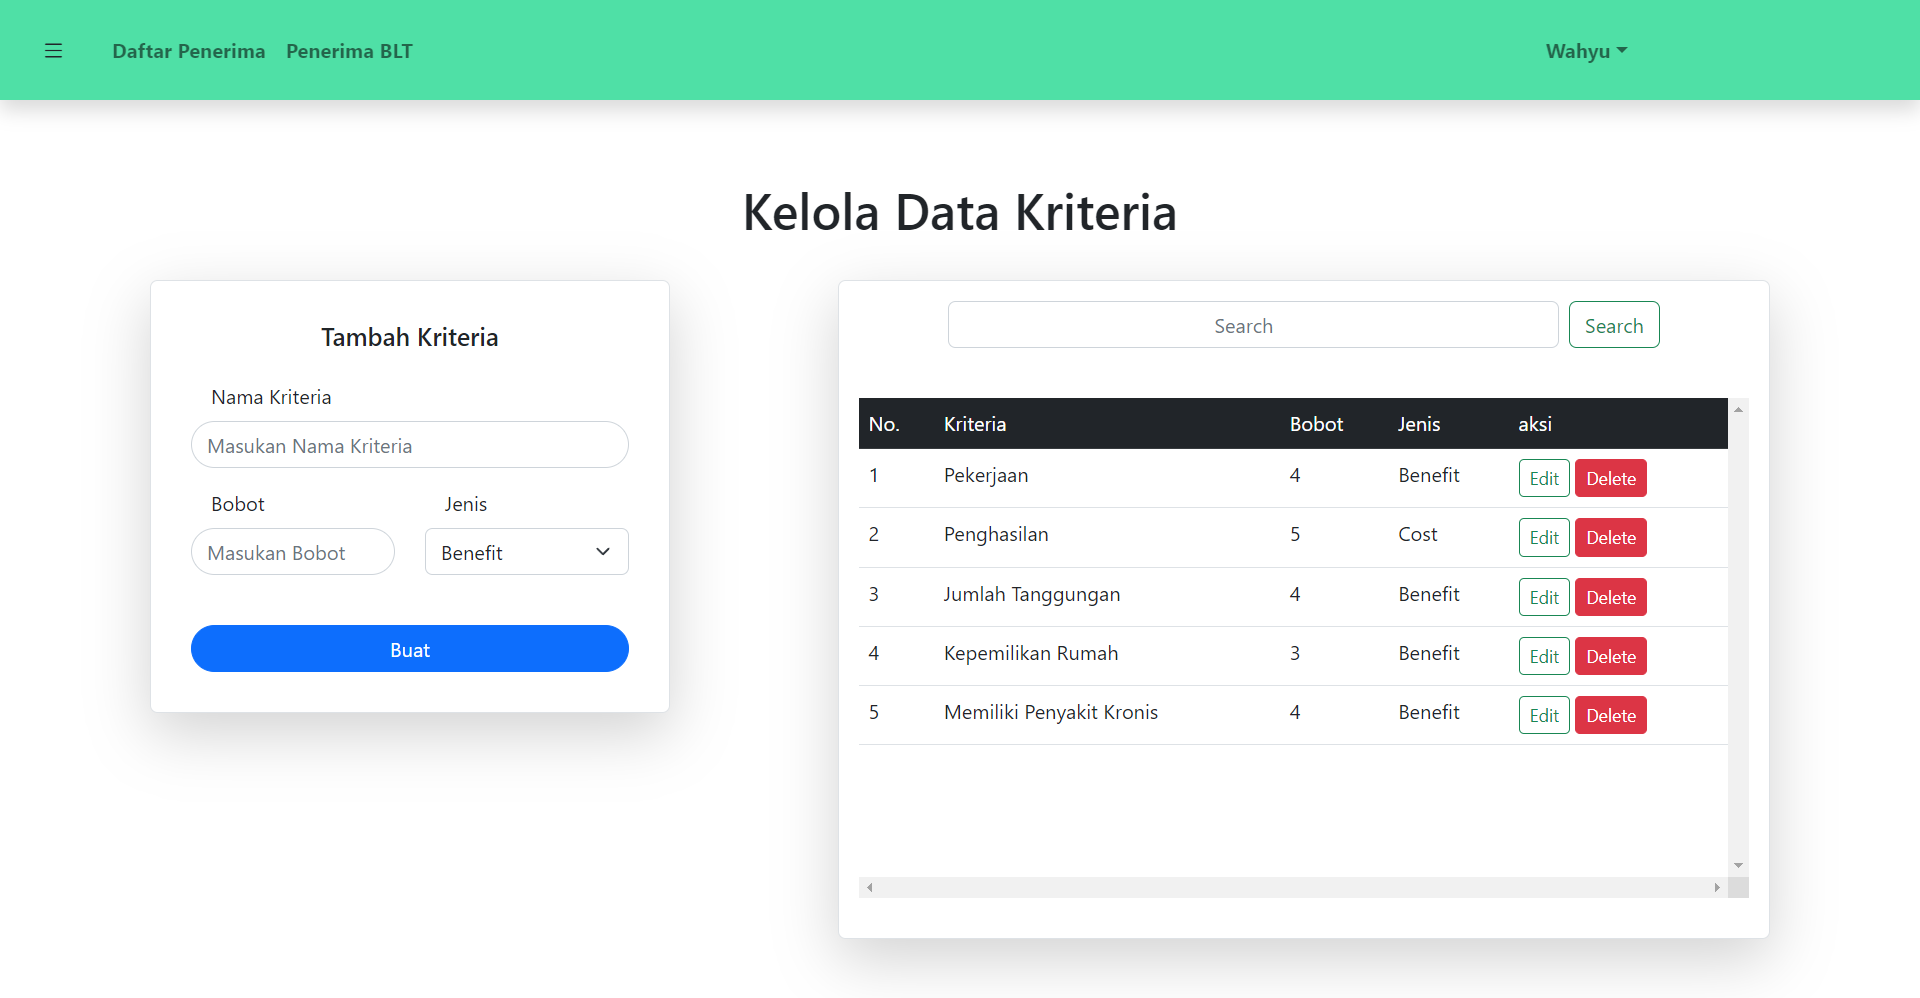 Daftar Penerima Penerima BLT Wahyu
Kelola Data Kriteria
Tambah Kriteria
Nama Kriteria
Masukan Nama Kriteria
Bobot Jenis
Masukan Bobot Benefit
Buat
Search Search
No. Kriteria Bobot Jenis aksi
1 Pekerjaan 4 Benefit Edit Delete
2 Penghasilan 5 Cost Edit Delete
3 Jumlah Tanggungan 4 Benefit Edit Delete
4 Kepemilikan Rumah 3 Benefit Edit Delete
5 Memiliki Penyakit Kronis 4 Benefit Edit Delete